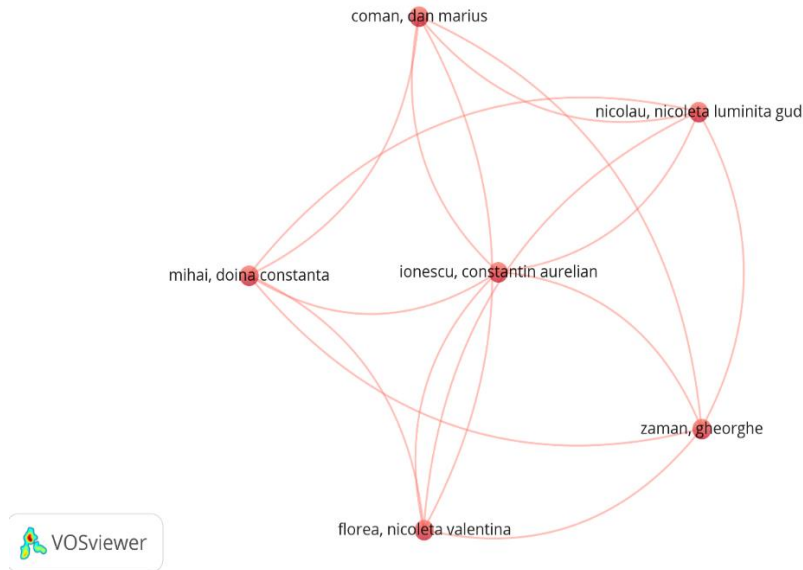 coman, dan marius
nicolau, nicoleta luminita gud
mihai, doina constanta
ionescu, constantin aurelian
zaman, gheorghe
florea, nicoleta valentina
VOSviewer